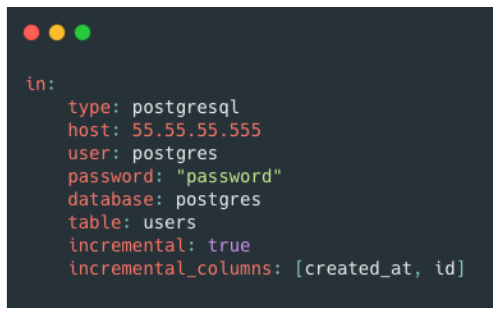 in:
    type: postgresql
    host: 55.55.55.555
    user: postgres
    password: "password"
    database: postgres
    table: users
    incremental: true
    incremental_columns: [created_at, id]